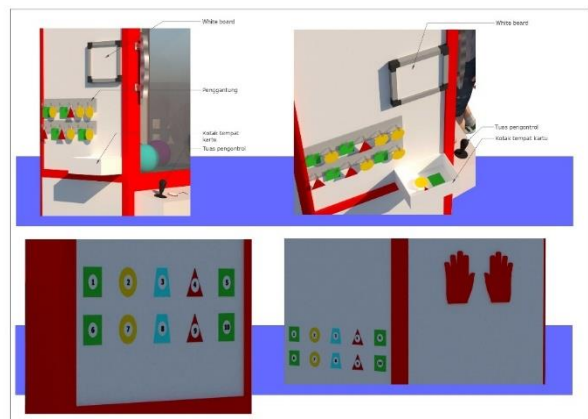 White board
Penggantung
Kotak tempat
kartu
Tuas pengontrol
White board
Tuas pengontrol
Kotak tempat kartu
1 2 3 4 5
6 7 8 9 10